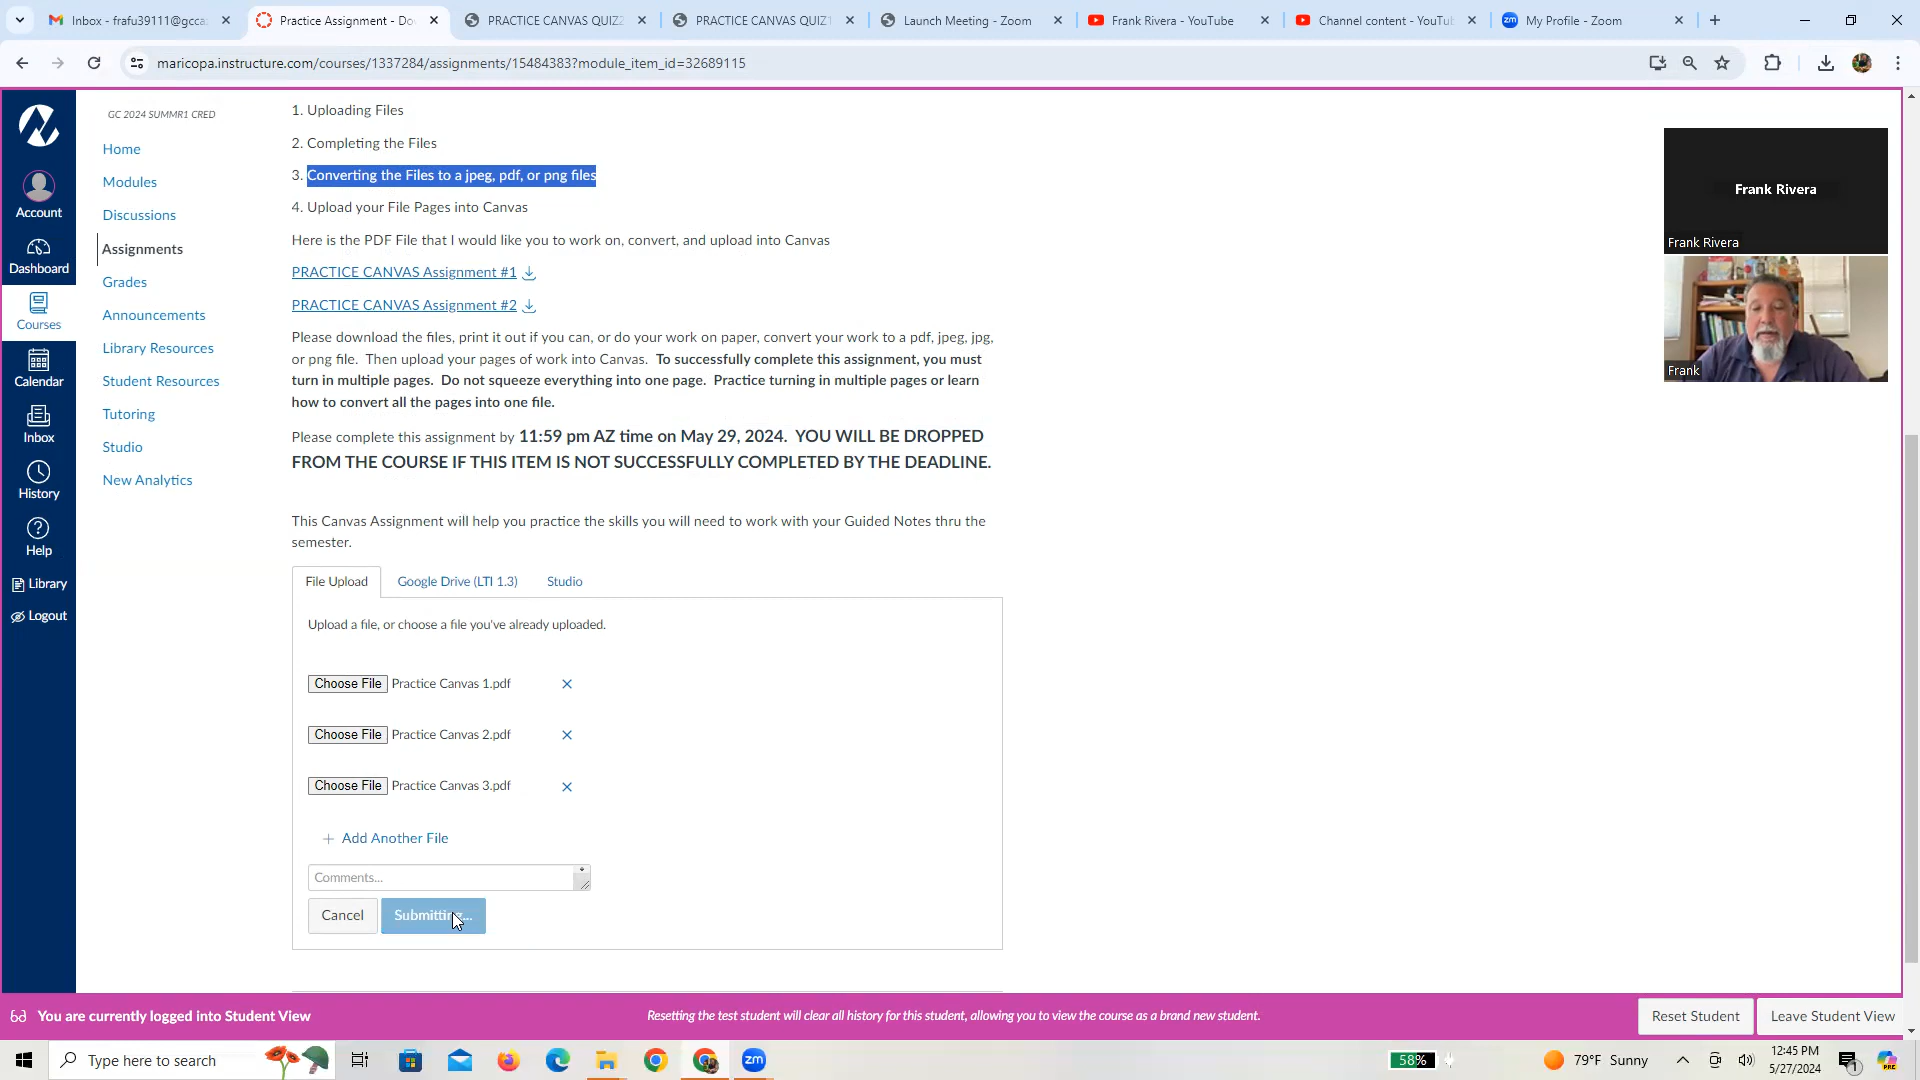 Inbox - frafu39111@gcca
Practice Assignment - Do
PRACTICE CANVAS QUIZ
PRACTICE CANVAS QUIZ
Launch Meeting - Zoom
Frank Rivera - YouTube
Channel content - YouTu
My Profile - Zoom
maricopa.instructure.com/courses/1337284/assignments/15484383?module_item_id=32689115
GC 2024 SUMMR1 CRED
Home
Modules
Discussions
Assignments
Grades
Announcements
Library Resources
Student Resources
Tutoring
Studio
New Analytics
Account
Dashboard
Courses
Calendar
Inbox
History
Help
Library
Logout
1. Uploading Files
2. Completing the Files
3. Converting the Files to a jpeg, pdf, or png files
4. Upload your File Pages into Canvas
Here is the PDF File that I would like you to work on, convert, and upload into Canvas
PRACTICE CANVAS Assignment #1
PRACTICE CANVAS Assignment #2
Please download the files, print it out if you can, or do your work on paper, convert your work to a pdf, jpeg, jpg,
or png file. Then upload your pages of work into Canvas. To successfully complete this assignment, you must
turn in multiple pages. Do not squeeze everything into one page. Practice turning in multiple pages or learn
how to convert all the pages into one file.
Please complete this assignment by 11:59 pm AZ time on May 29, 2024. YOU WILL BE DROPPED
FROM THE COURSE IF THIS ITEM IS NOT SUCCESSFULLY COMPLETED BY THE DEADLINE.
This Canvas Assignment will help you practice the skills you will need to work with your Guided Notes thru the
semester.
File Upload
Google Drive (LTI 1.3)
Studio
Upload a file, or choose a file you've already uploaded.
Choose File Practice Canvas 1.pdf
Choose File Practice Canvas 2.pdf
Choose File Practice Canvas 3.pdf
+ Add Another File
Comments...
Cancel
Submitting...
Frank Rivera
Frank Rivera
Frank
You are currently logged into Student View
Resetting the test student will clear all history for this student, allowing you to view the course as a brand new student.
Reset Student
Leave Student View
Type here to search
zm
58%
79°F Sunny
12:45 PM
5/27/2024
1
PRE